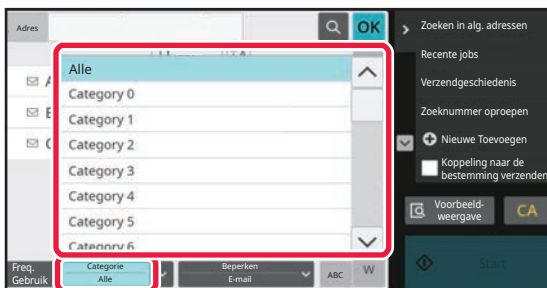 Adres
OK
Zoeken in alg. adressen
Recente jobs
Verzendgeschiedenis
Zoeknummer oproepen
Nieuwe Toevoegen
Koppeling naar de
bestemming verzenden
Voorbeeld-
weergave
CA
Start
Alle
Category 0
Category 1
Category 2
Category 3
Category 4
Category 5
Category 6
Freq.
Gebruik
Categorie
Alle
Beperken
E-mail
ABC
W